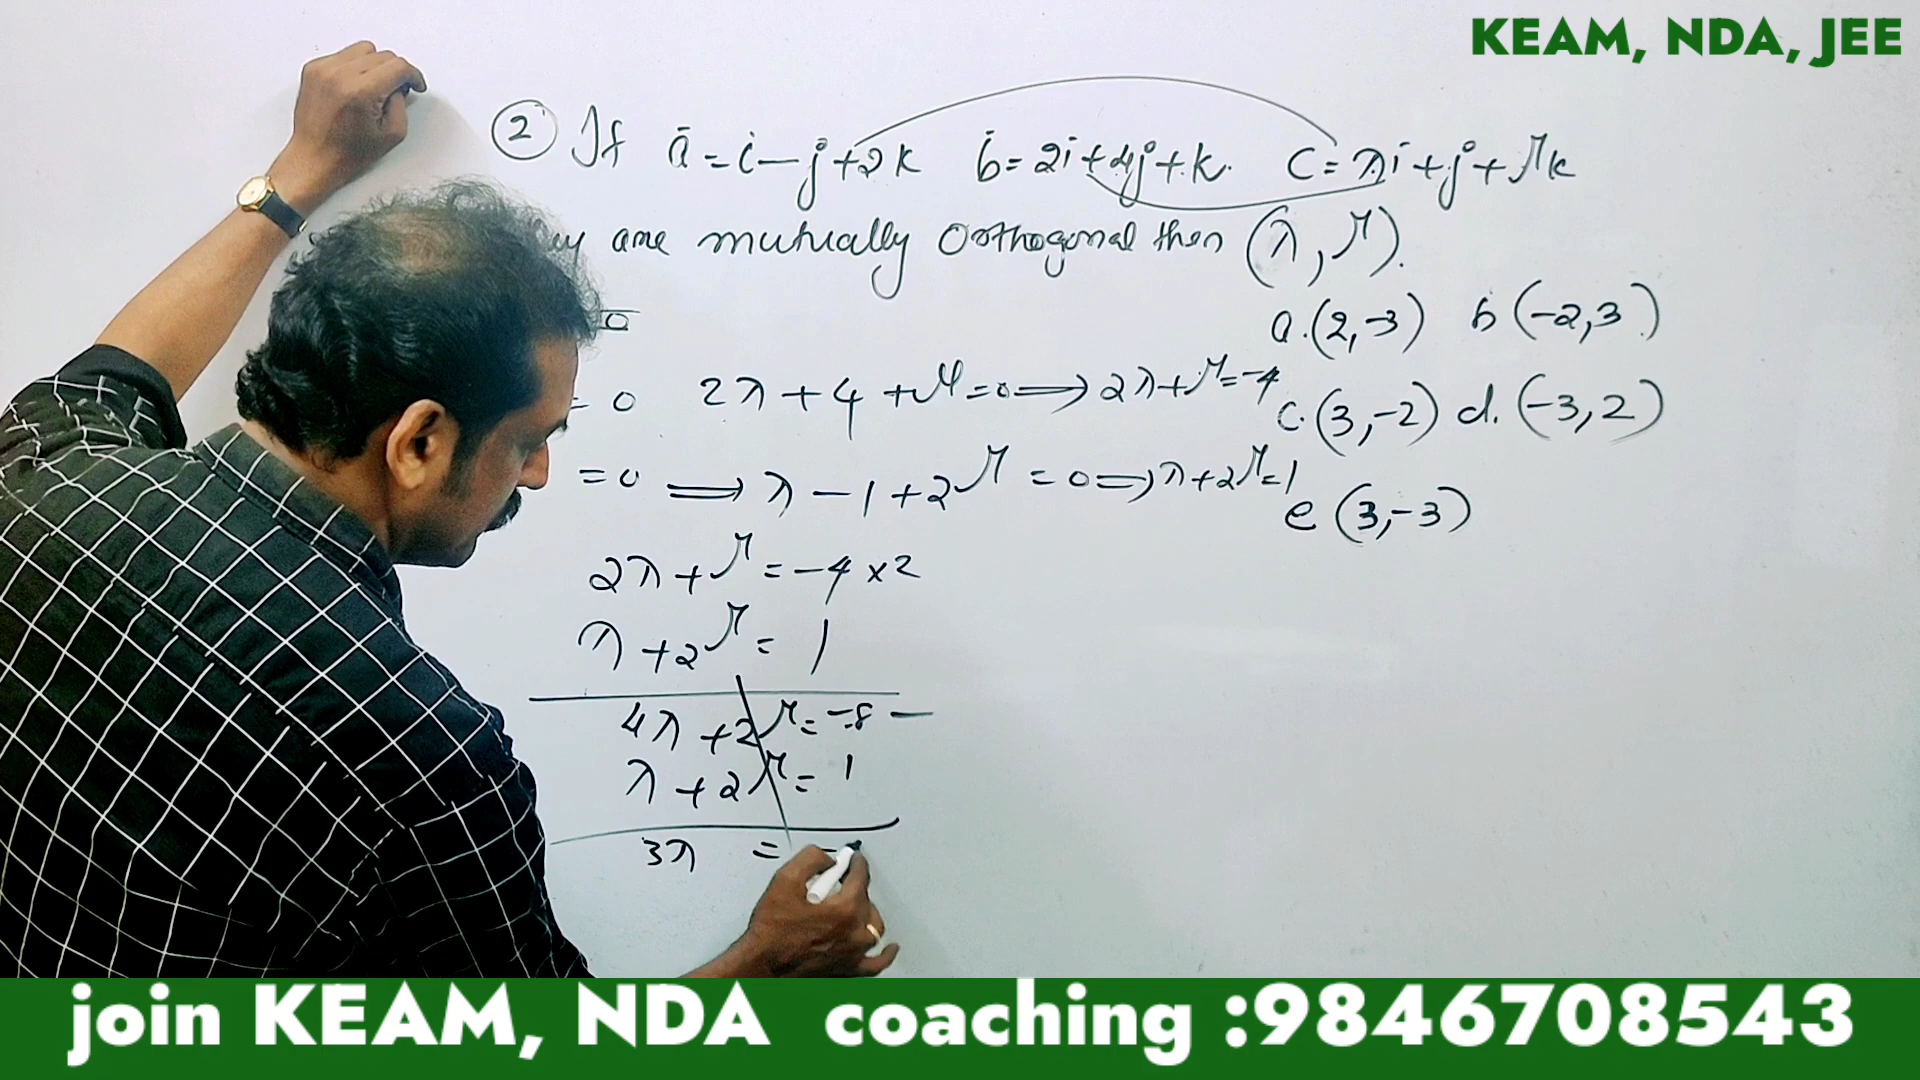 KEAM, NDA, JEE
② If ā = i - j + 2k b̄ = 2i + 4j + k. C = λi + j + μk
are mutually Orthogonal then (λ, μ).
a. (2, -3) b (-2, 3)
= 0 2λ + 4 + μ = 0 ⟹ 2λ + μ = -4
c. (3, -2) d. (-3, 2)
= 0 ⟹ λ - 1 + 2μ = 0 ⟹ λ + 2μ = 1
e (3, -3)
2λ + μ = -4 × 2
λ + 2μ = 1
4λ + 2μ = -8 —
λ + 2μ = 1
3λ = -
join KEAM, NDA coaching :9846708543